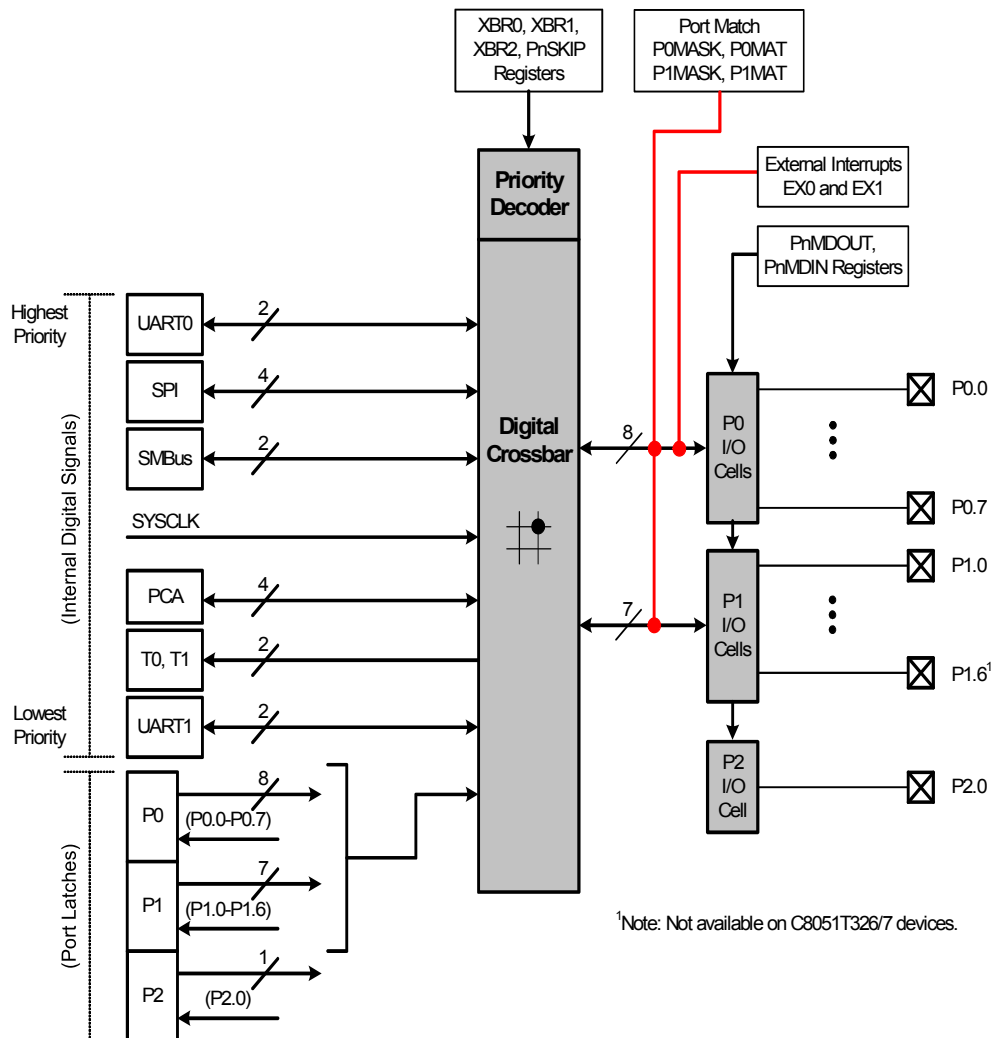 XBR0, XBR1,
XBR2, PnSKIP
Registers
Port Match
P0MASK, P0MAT
P1MASK, P1MAT
External Interrupts
EX0 and EX1
PnMDOUT,
PnMDIN Registers
Priority
Decoder
Digital
Crossbar
Highest
Priority
(Internal Digital Signals)
Lowest
Priority
UART0
2
SPI
4
SMBus
2
SYSCLK
PCA
4
T0, T1
2
UART1
2
(Port Latches)
P0
8
(P0.0-P0.7)
P1
7
(P1.0-P1.6)
P2
1
(P2.0)
8
7
P0
I/O
Cells
P0.0
P0.7
P1
I/O
Cells
P1.0
P1.6¹
P2
I/O
Cell
P2.0
¹Note: Not available on C8051T326/7 devices.